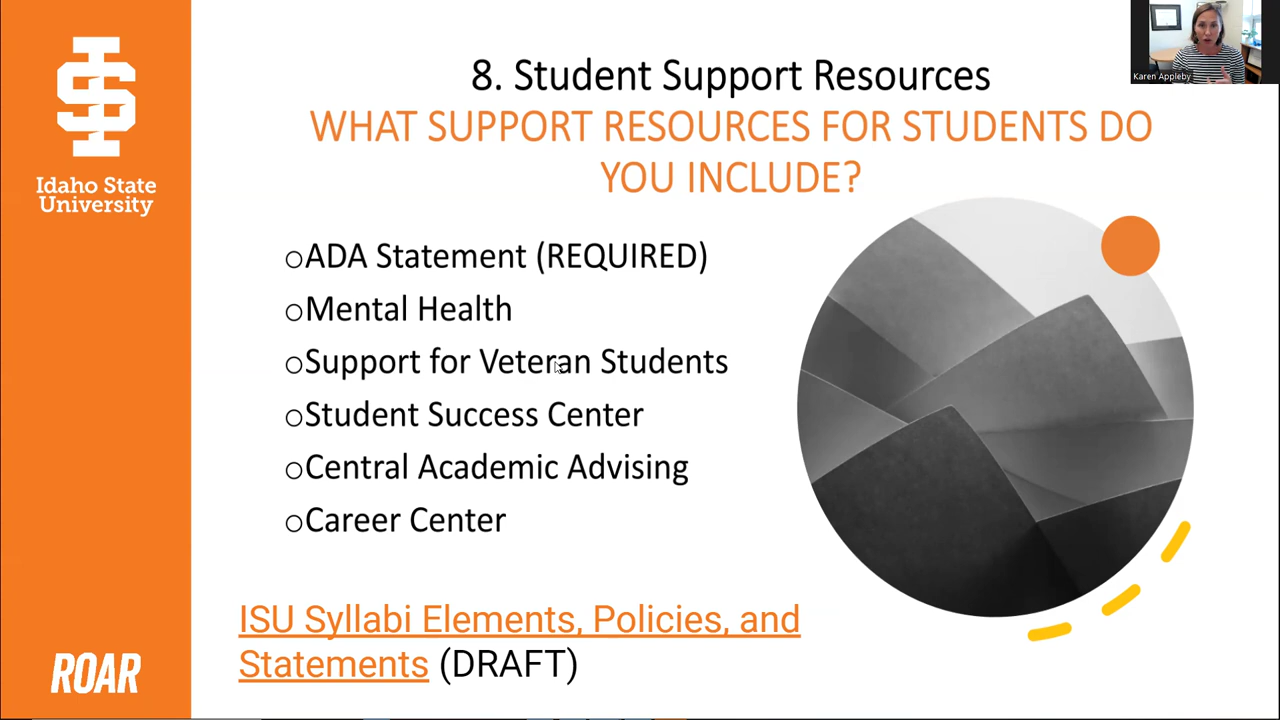 Karen Appleby
Idaho State
University
8. Student Support Resources
WHAT SUPPORT RESOURCES FOR STUDENTS DO
YOU INCLUDE?
○ADA Statement (REQUIRED)
○Mental Health
○Support for Veteran Students
○Student Success Center
○Central Academic Advising
○Career Center
ISU Syllabi Elements, Policies, and
Statements (DRAFT)
ROAR